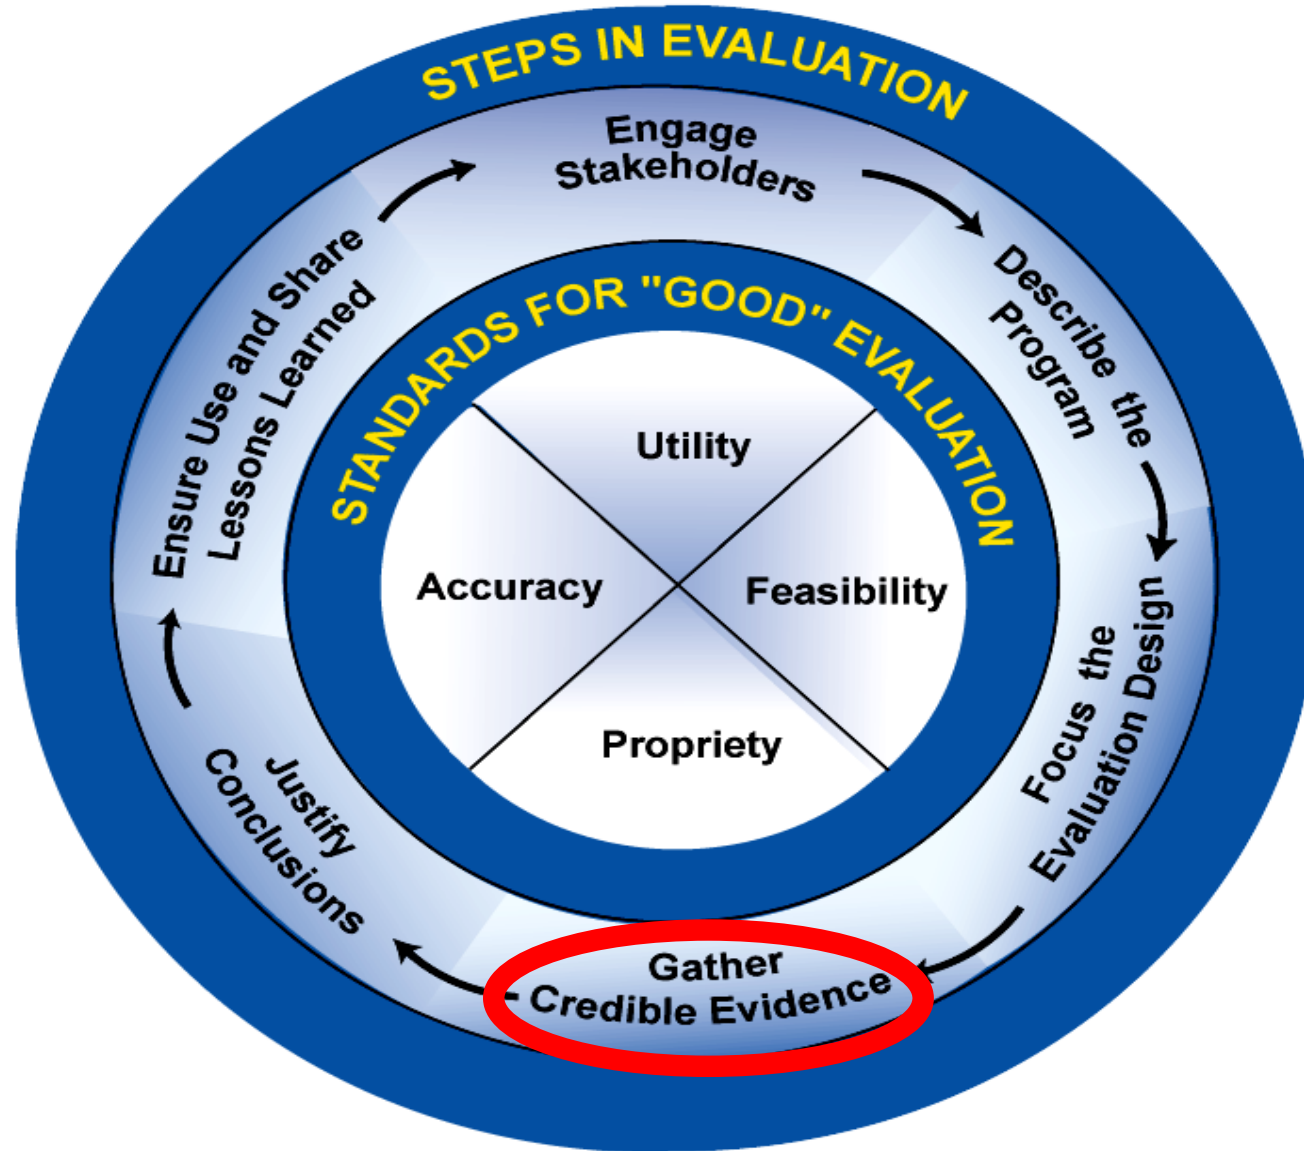 STEPS IN EVALUATION
Engage
Stakeholders
Describe the
Program
Focus the
Evaluation Design
Gather
Credible Evidence
Justify
Conclusions
Ensure Use and Share
Lessons Learned
STANDARDS FOR "GOOD" EVALUATION
Utility
Feasibility
Propriety
Accuracy